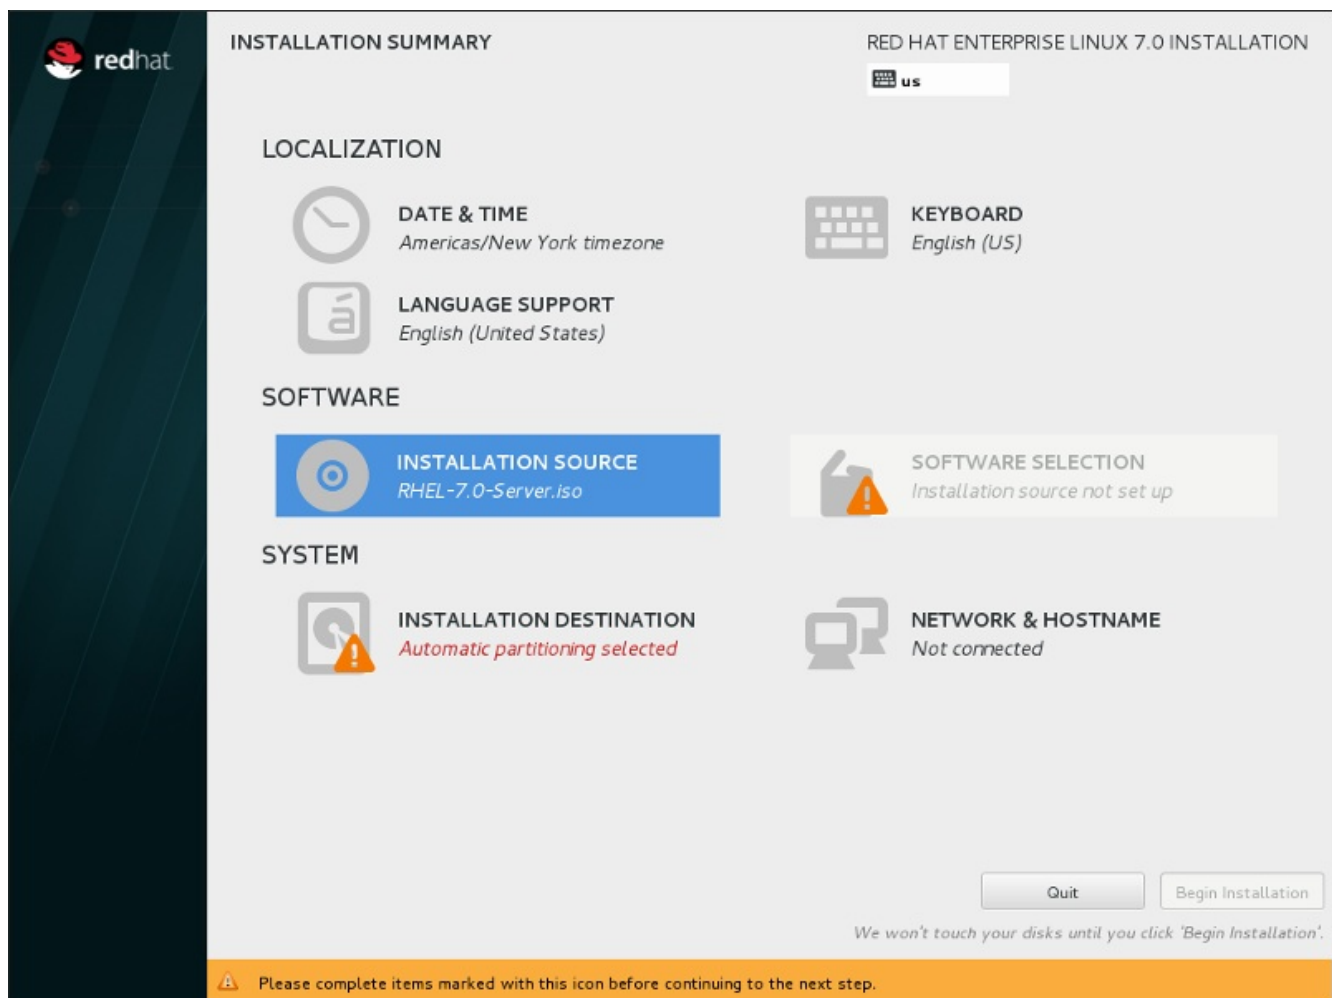 redhat.
INSTALLATION SUMMARY
RED HAT ENTERPRISE LINUX 7.0 INSTALLATION
us
LOCALIZATION
DATE & TIME
Americas/New York timezone
KEYBOARD
English (US)
á
LANGUAGE SUPPORT
English (United States)
SOFTWARE
INSTALLATION SOURCE
RHEL-7.0-Server.iso
SOFTWARE SELECTION
Installation source not set up
SYSTEM
INSTALLATION DESTINATION
Automatic partitioning selected
NETWORK & HOSTNAME
Not connected
Quit
Begin Installation
We won't touch your disks until you click 'Begin Installation'.
Please complete items marked with this icon before continuing to the next step.